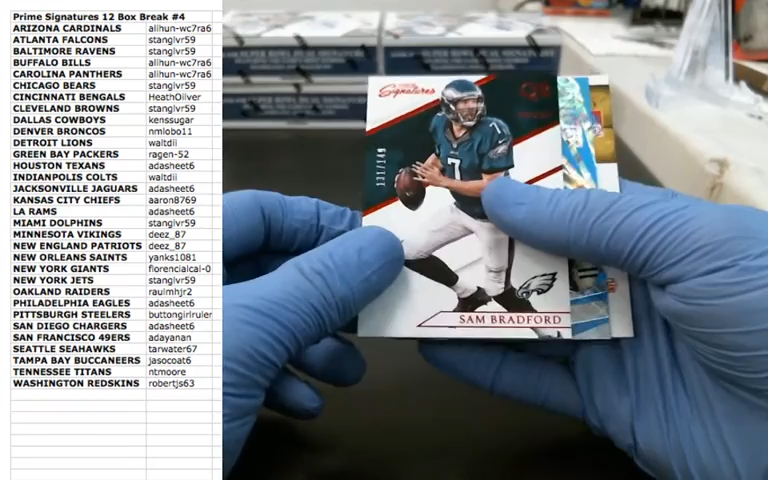 Prime Signatures 12 Box Break #4
ARIZONA CARDINALS alihun-wc7ra6
ATLANTA FALCONS stanglvr59
BALTIMORE RAVENS stanglvr59
BUFFALO BILLS alihun-wc7ra6
CAROLINA PANTHERS alihun-wc7ra6
CHICAGO BEARS stanglvr59
CINCINNATI BENGALS HeathOliver
CLEVELAND BROWNS stanglvr59
DALLAS COWBOYS kenssugar
DENVER BRONCOS nmlobo11
DETROIT LIONS waltdii
GREEN BAY PACKERS ragen-52
HOUSTON TEXANS adasheet6
INDIANPOLIS COLTS waltdii
JACKSONVILLE JAGUARS adasheet6
KANSAS CITY CHIEFS aaron8769
LA RAMS adasheet6
MIAMI DOLPHINS stanglvr59
MINNESOTA VIKINGS deez_87
NEW ENGLAND PATRIOTS deez_87
NEW ORLEANS SAINTS yanks1081
NEW YORK GIANTS florencialcal-0
NEW YORK JETS stanglvr59
OAKLAND RAIDERS raulmhjr2
PHILADELPHIA EAGLES adasheet6
PITTSBURGH STEELERS buttongirlruler
SAN DIEGO CHARGERS adasheet6
SAN FRANCISCO 49ERS adayanan
SEATTLE SEAHAWKS tarwater67
TAMPA BAY BUCCANEERS jasocoat6
TENNESSEE TITANS ntmoore
WASHINGTON REDSKINS robertjs63
Signatures
131/149
7
7
SAM BRADFORD